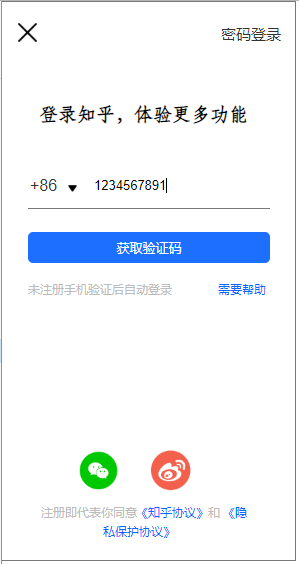 密码登录
登录知乎，体验更多功能
+86 1234567891
获取验证码
未注册手机验证后自动登录 需要帮助
注册即代表你同意《知乎协议》和 《隐
私保护协议》